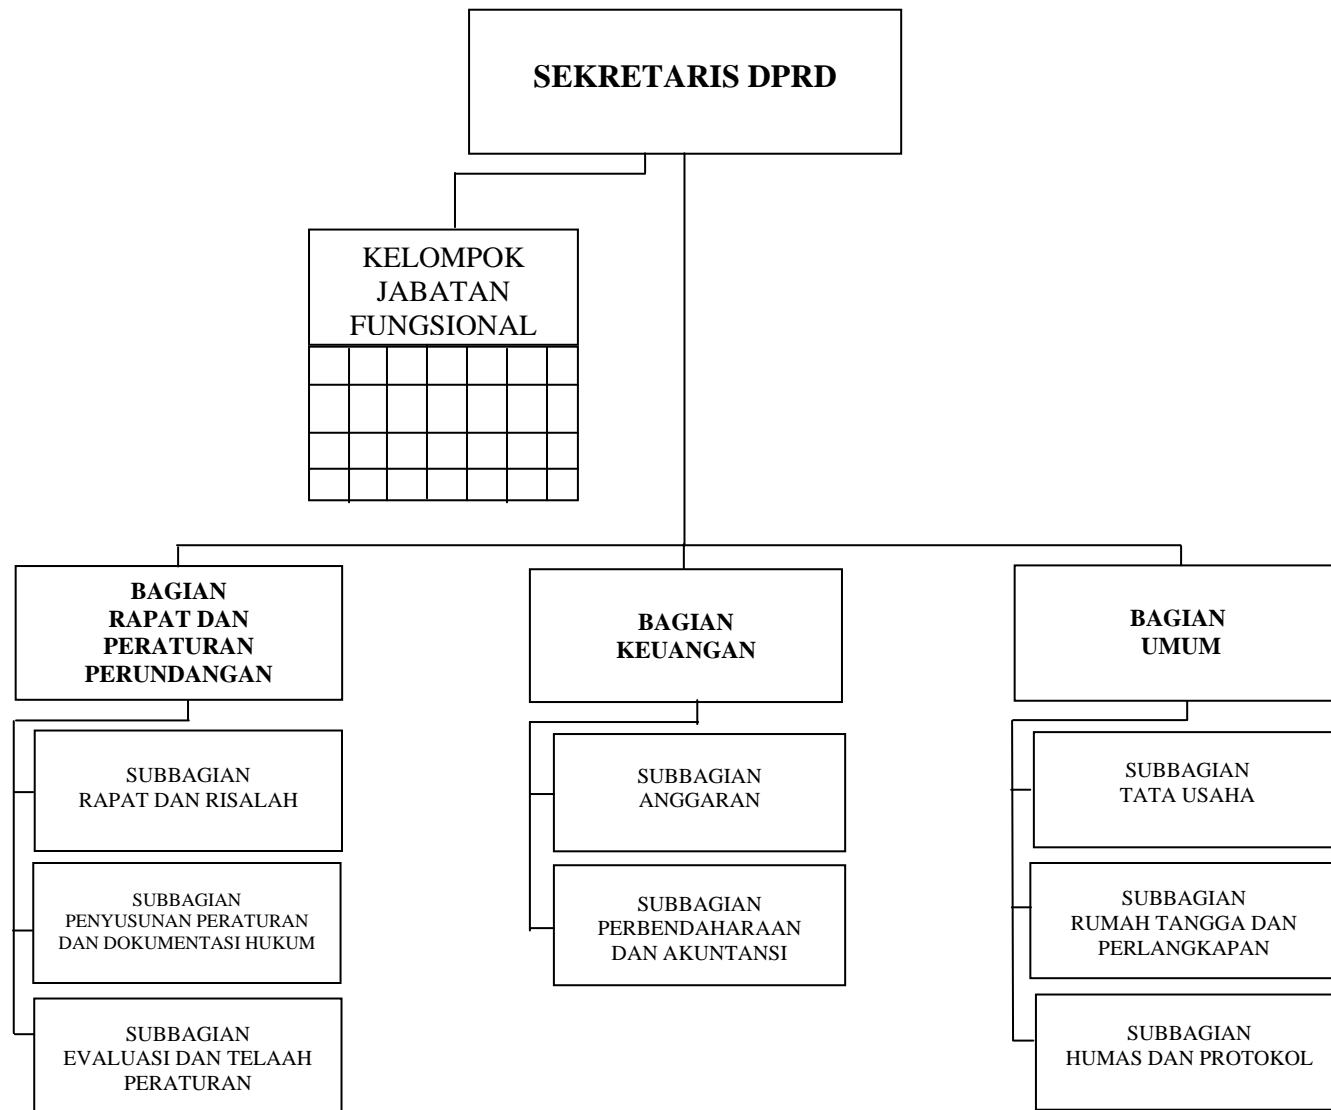 SEKRETARIS DPRD
KELOMPOK
JABATAN
FUNGSIONAL
BAGIAN
RAPAT DAN
PERATURAN
PERUNDANGAN
BAGIAN
KEUANGAN
BAGIAN
UMUM
SUBBAGIAN
RAPAT DAN RISALAH
SUBBAGIAN
ANGGARAN
SUBBAGIAN
TATA USAHA
SUBBAGIAN
PENYUSUNAN PERATURAN
DAN DOKUMENTASI HUKUM
SUBBAGIAN
PERBENDAHARAAN
DAN AKUNTANSI
SUBBAGIAN
RUMAH TANGGA DAN
PERLANGKAPAN
SUBBAGIAN
EVALUASI DAN TELAAH
PERATURAN
SUBBAGIAN
HUMAS DAN PROTOKOL